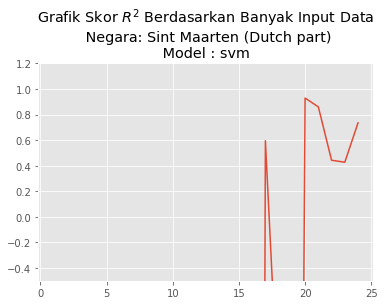 Grafik Skor R² Berdasarkan Banyak Input Data
Negara: Sint Maarten (Dutch part)
Model : svm
1.2
1.0
0.8
0.6
0.4
0.2
0.0
−0.2
−0.4
0 5 10 15 20 25